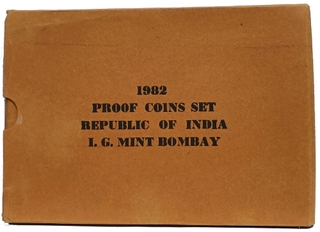 1982
PROOF COINS SET
REPUBLIC OF INDIA
I. G. MINT BOMBAY